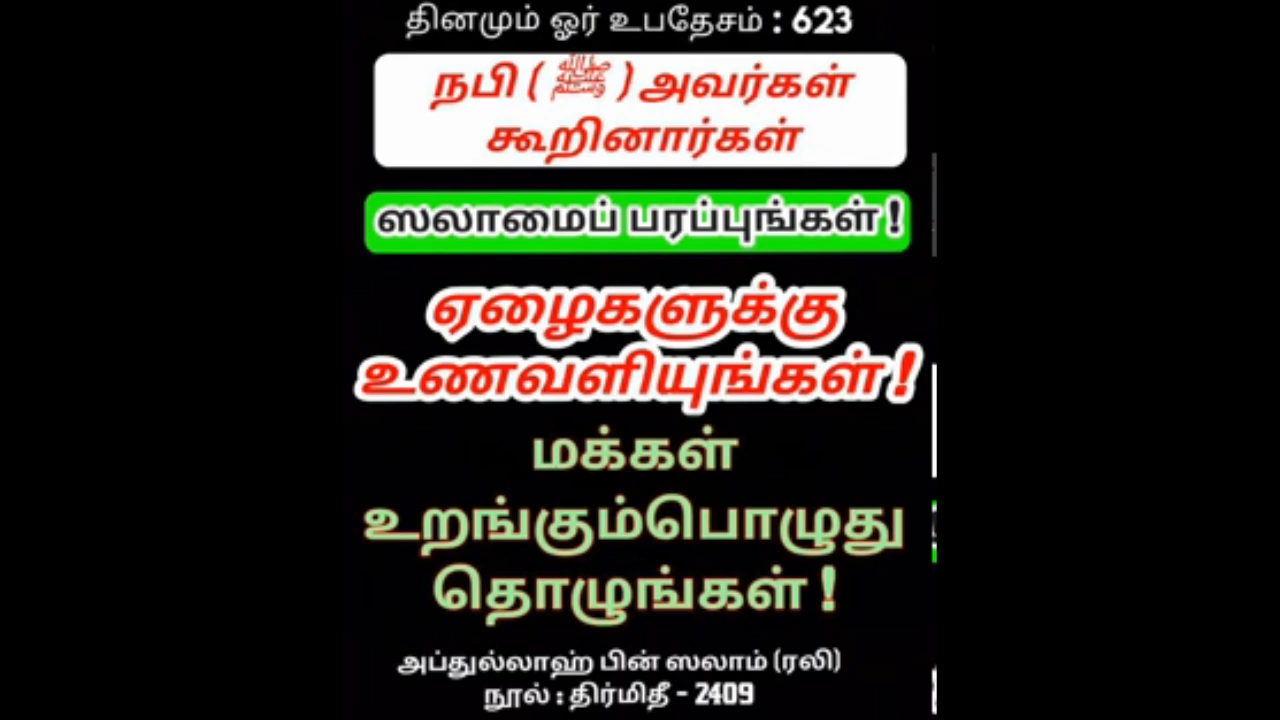 தினமும் ஓர் உபதேசம் : 623
நபி ( ﷺ ) அவர்கள்
கூறினார்கள்
ஸலாமைப் பரப்புங்கள் !
ஏழைகளுக்கு
உணவளியுங்கள் !
மக்கள்
உறங்கும்பொழுது
தொழுங்கள் !
அப்துல்லாஹ் பின் ஸலாம் (ரலி)
நூல் : திர்மிதீ - 2409